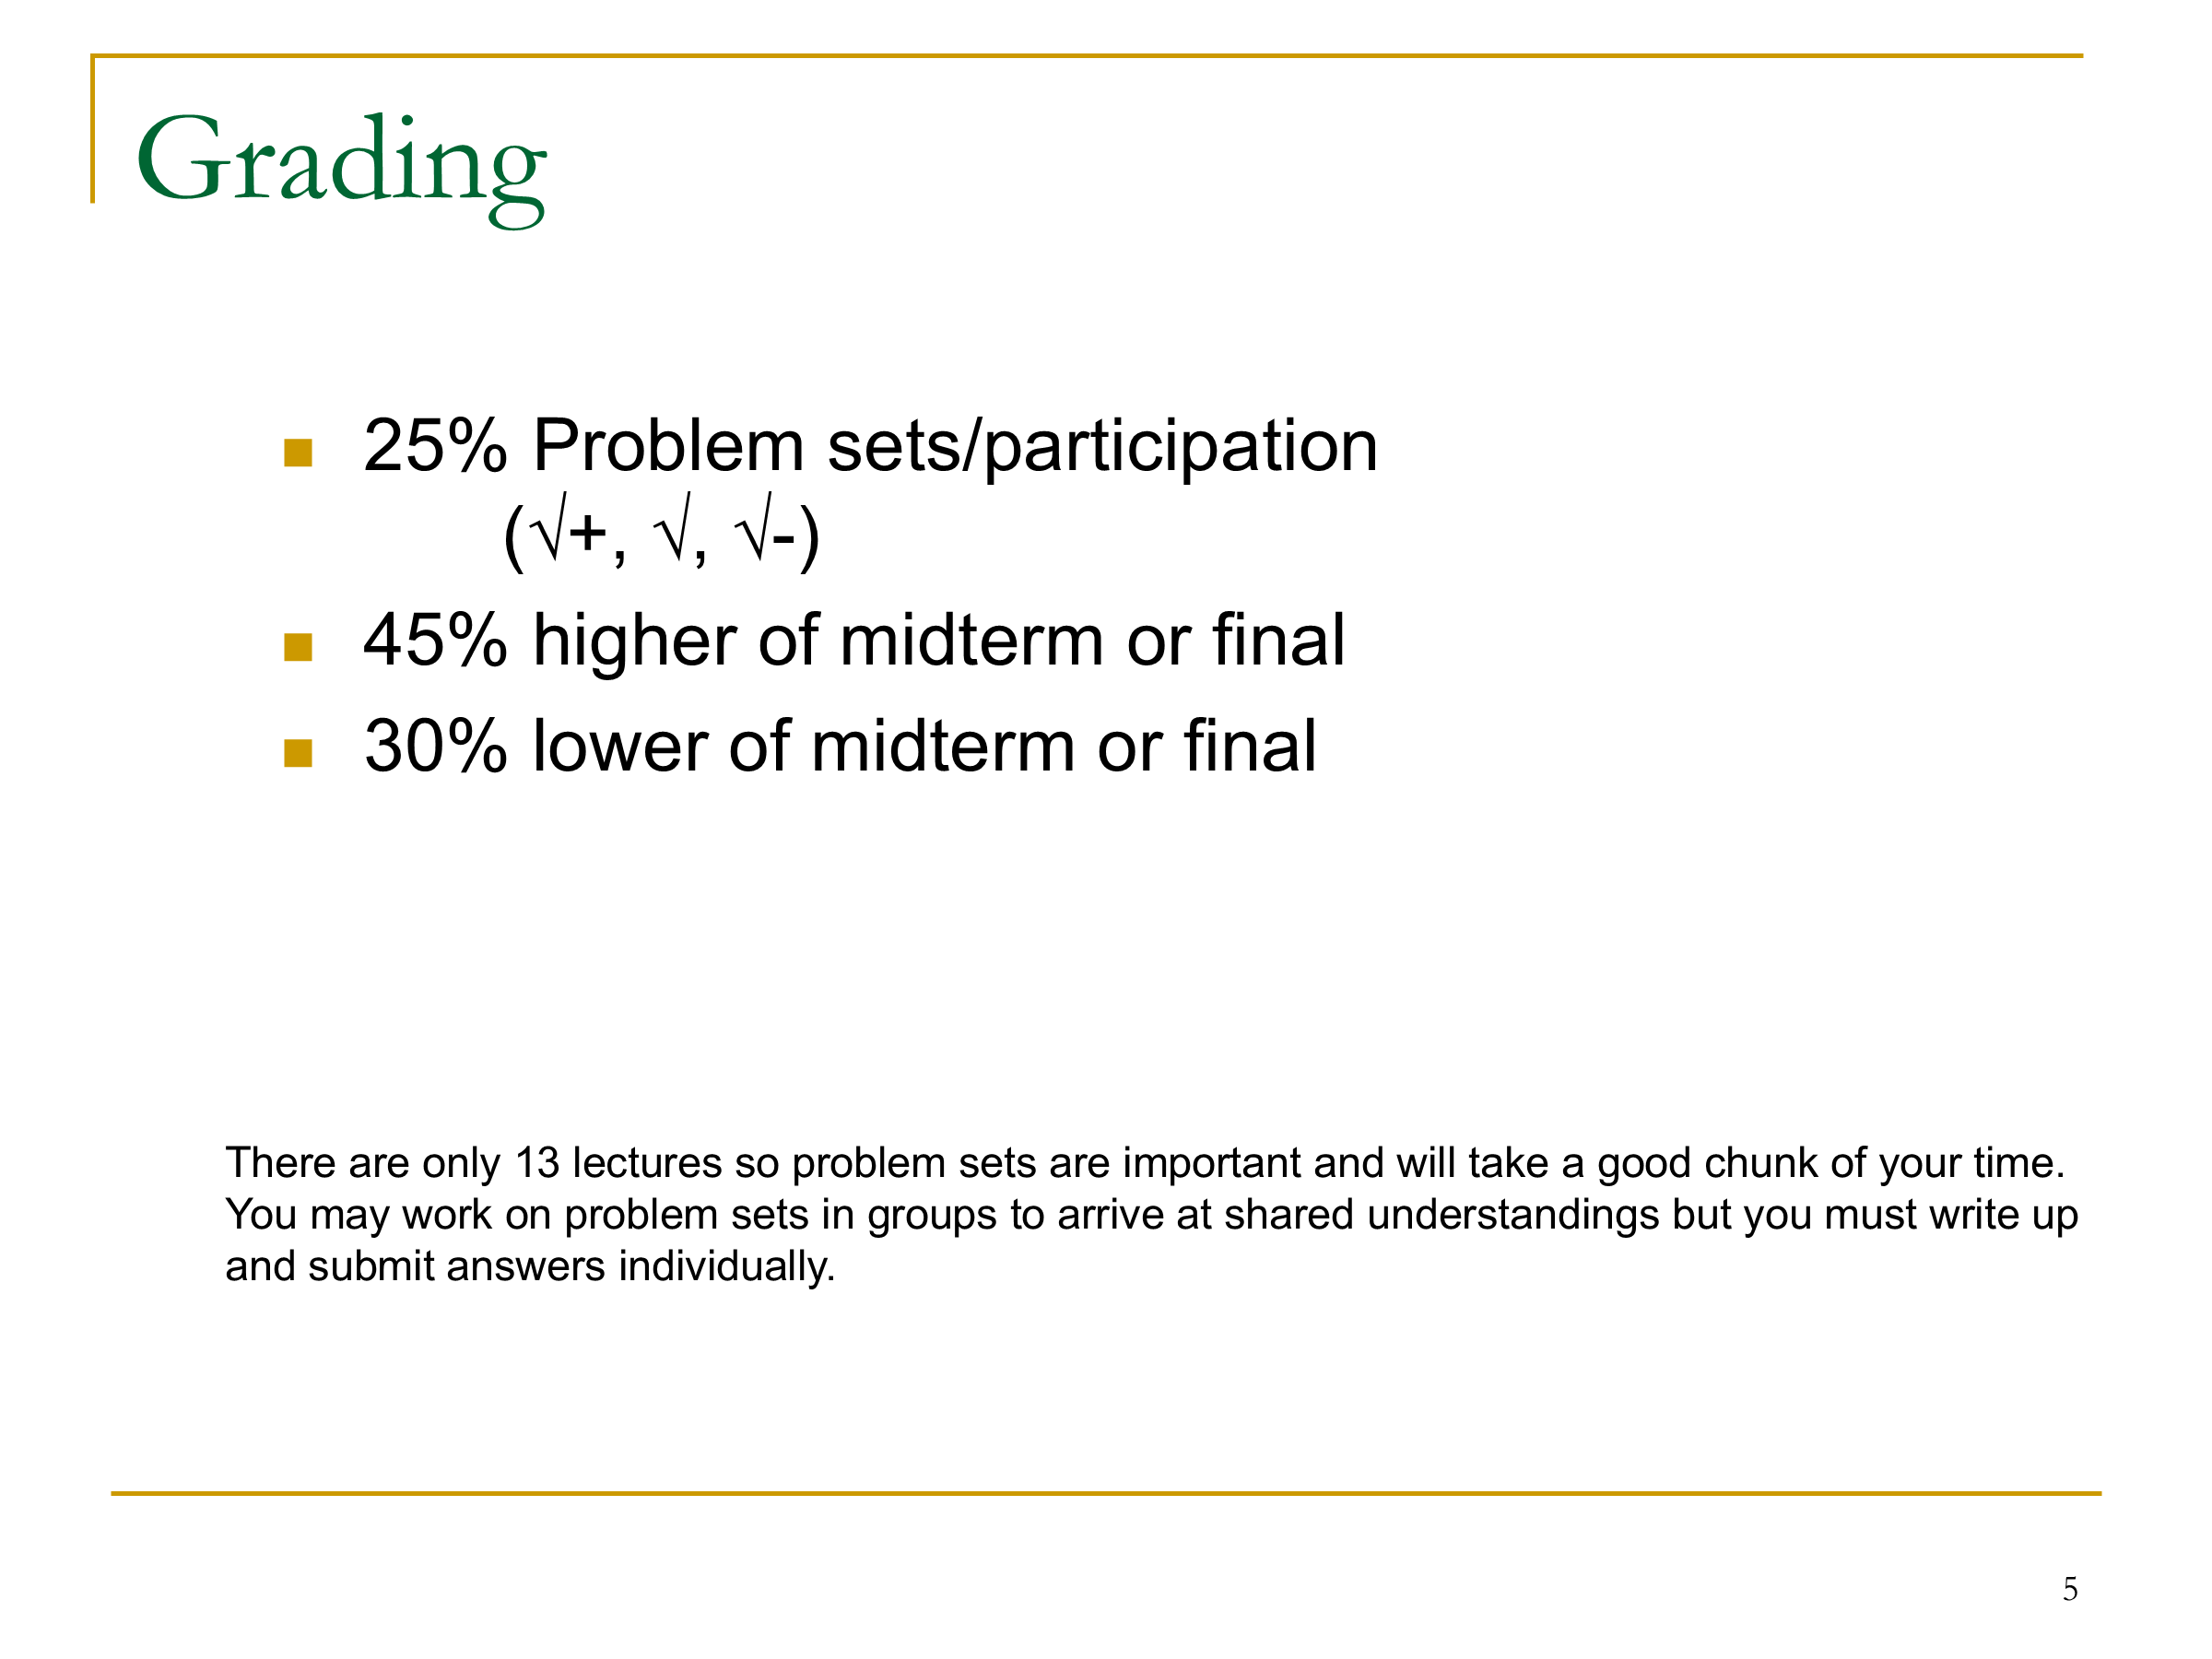 Grading
25% Problem sets/participation
(√+, √, √-)
45% higher of midterm or final
30% lower of midterm or final
There are only 13 lectures so problem sets are important and will take a good chunk of your time.
You may work on problem sets in groups to arrive at shared understandings but you must write up
and submit answers individually.
5